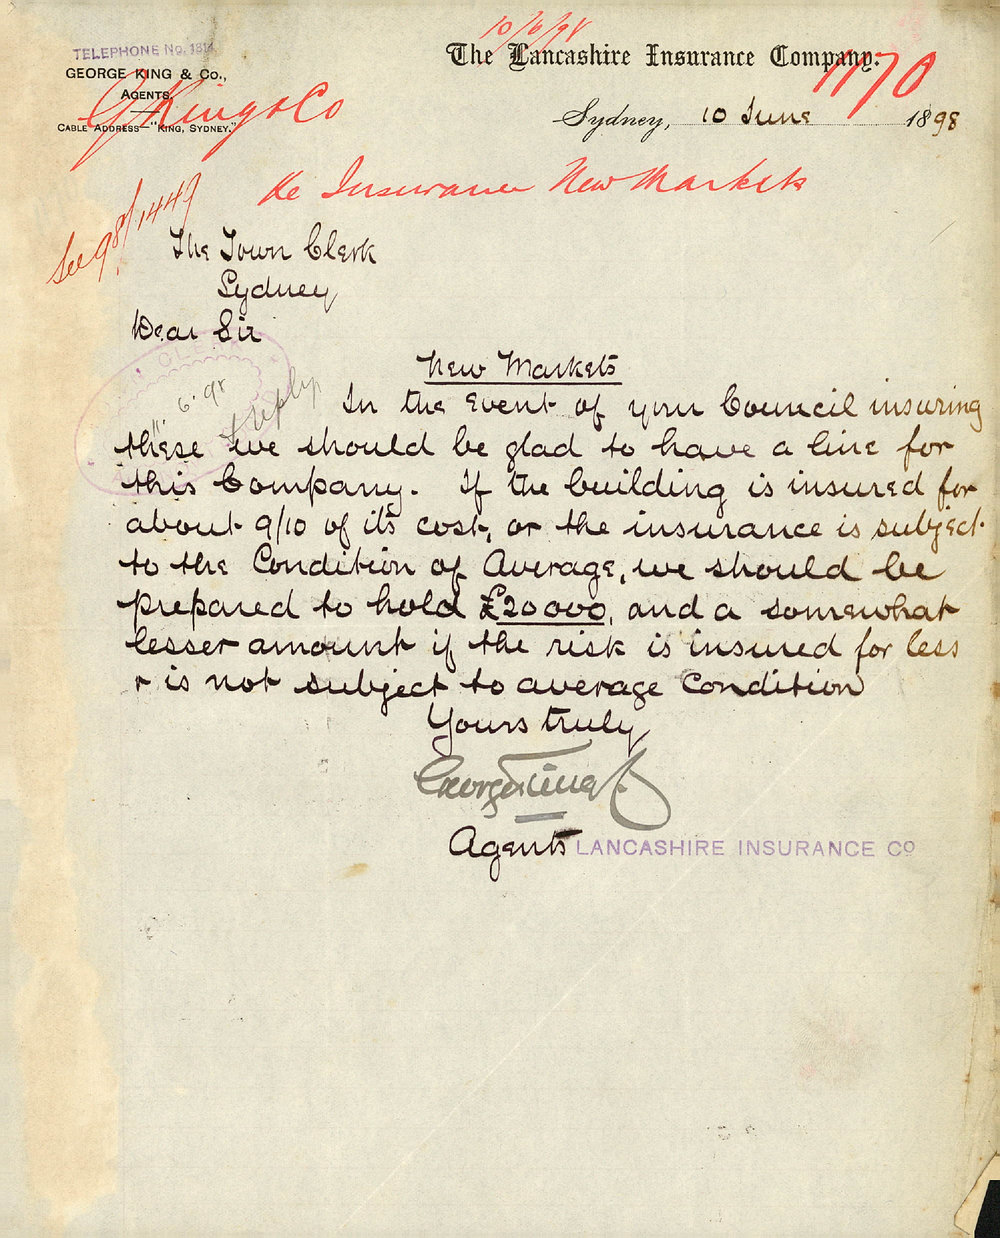 10/6/98
TELEPHONE No. 1314
The Lancashire Insurance Company.
1170
GEORGE KING & Co.,
AGENTS.
G King & Co
CABLE ADDRESS—"KING, SYDNEY."
Sydney, 10 June 1898
Re Insurance New Markets
See 98/1449
The Town Clerk
Sydney
Dear Sir
New Markets
In the Event of your Council insuring
these we should be glad to have a line for
this Company. If the building is insured for
about 9/10 of its cost, or the insurance is subject
to the Condition of Average, we should be
prepared to hold £20000, and a somewhat
lesser amount if the risk is insured for less
r is not subject to average Condition
Yours truly
George King & Co.
Agents LANCASHIRE INSURANCE Co